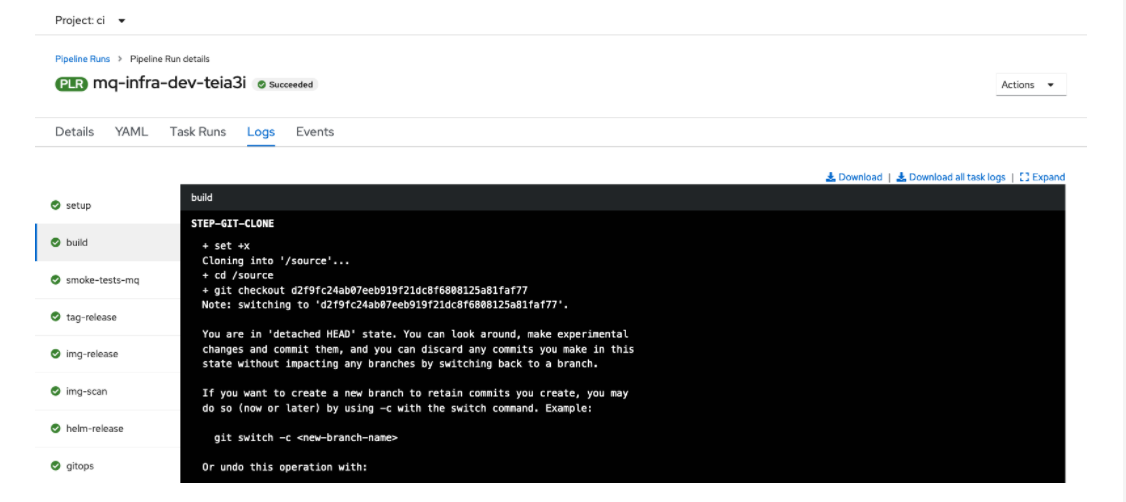 Project: ci
Pipeline Runs > Pipeline Run details
PLR mq-infra-dev-teia3i Succeeded
Actions
Details YAML Task Runs Logs Events
Download | Download all task logs | Expand
setup
build
smoke-tests-mq
tag-release
img-release
img-scan
helm-release
gitops
build
STEP-GIT-CLONE
+ set +x
Cloning into '/source'...
+ cd /source
+ git checkout d2f9fc24ab07eeb919f21dc8f6808125a81faf77
Note: switching to 'd2f9fc24ab07eeb919f21dc8f6808125a81faf77'.
You are in 'detached HEAD' state. You can look around, make experimental
changes and commit them, and you can discard any commits you make in this
state without impacting any branches by switching back to a branch.
If you want to create a new branch to retain commits you create, you may
do so (now or later) by using -c with the switch command. Example:
git switch -c <new-branch-name>
Or undo this operation with: